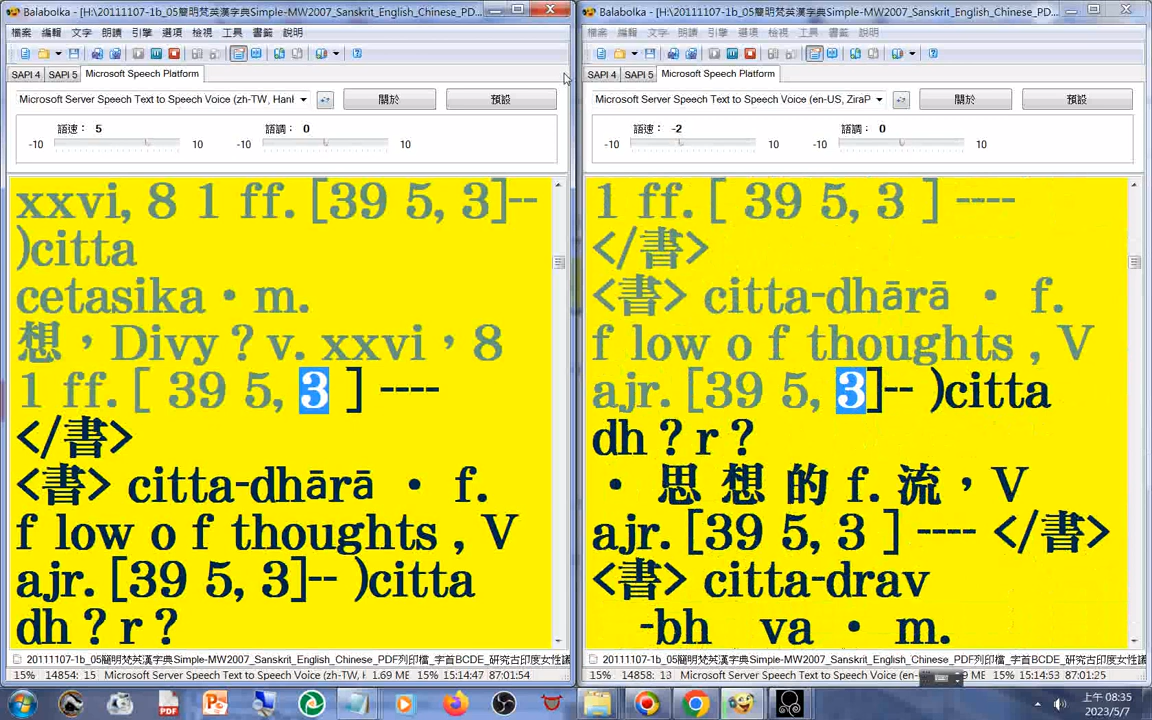 Balabolka - [H:\20111107-1b_05簡明梵英漢字典Simple-MW2007_Sanskrit_English_Chinese_PD...
檔案 編輯 文字 朗讀 引擎 選項 檢視 工具 書籤 說明
SAPI 4 SAPI 5 Microsoft Speech Platform
Microsoft Server Speech Text to Speech Voice (zh-TW, Hanl
關於 預設
語速： 5 語調： 0
-10 10 -10 10
xxvi, 8 1 ff. [39 5, 3]--
)citta
cetasika • m.
想，Divy？v. xxvi，8
1 ff. [ 39 5, 3 ] ----
</書>
<書> citta-dhārā • f.
f low o f thoughts , V
ajr. [39 5, 3]-- )citta
dh？r？
20111107-1b_05簡明梵英漢字典Simple-MW2007_Sanskrit_English_Chinese_PDF列印檔_字首BCDE_研究古印度女性議
15% 14854: 15 Microsoft Server Speech Text to Speech Voice (zh-TW, H 1.69 MB 15% 15:14:47 87:01:54
Balabolka - [H:\20111107-1b_05簡明梵英漢字典Simple-MW2007_Sanskrit_English_Chinese_PD...
檔案 編輯 文字 朗讀 引擎 選項 檢視 工具 書籤 說明
SAPI 4 SAPI 5 Microsoft Speech Platform
Microsoft Server Speech Text to Speech Voice (en-US, ZiraP
關於 預設
語速： -2 語調： 0
-10 10 -10 10
1 ff. [ 39 5, 3 ] ----
</書>
<書> citta-dhārā • f.
f low o f thoughts , V
ajr. [39 5, 3]-- )citta
dh？r？
• 思 想 的 f. 流，V
ajr. [39 5, 3 ] ---- </書>
<書> citta-drav
-bh va • m.
20111107-1b_05簡明梵英漢字典Simple-MW2007_Sanskrit_English_Chinese_PDF列印檔_字首BCDE_研究古印度女性議
15% 14858: 13 Microsoft Server Speech Text to Speech Voice (en-US, 15% 15:14:53 87:01:25
上午 08:35
2023/5/7